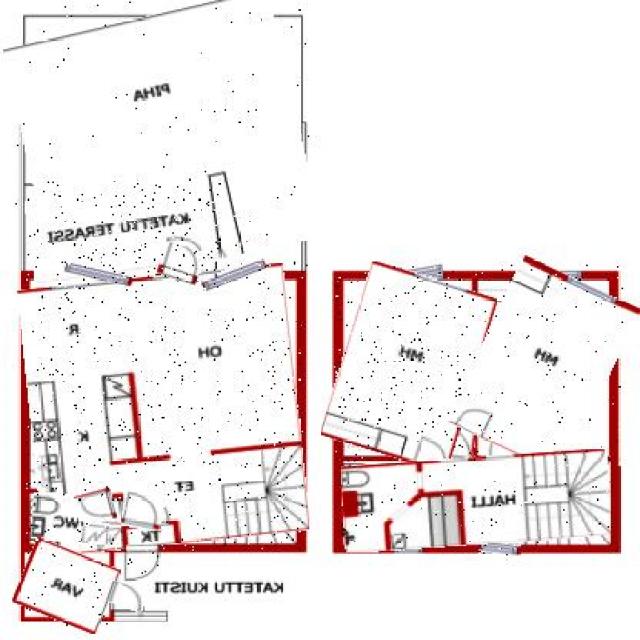 PIHA
KATETTU TERASSI
R
OH
MH
MH
K
ET
HALLI
WC
TK
VAR
KATETTU KUISTI